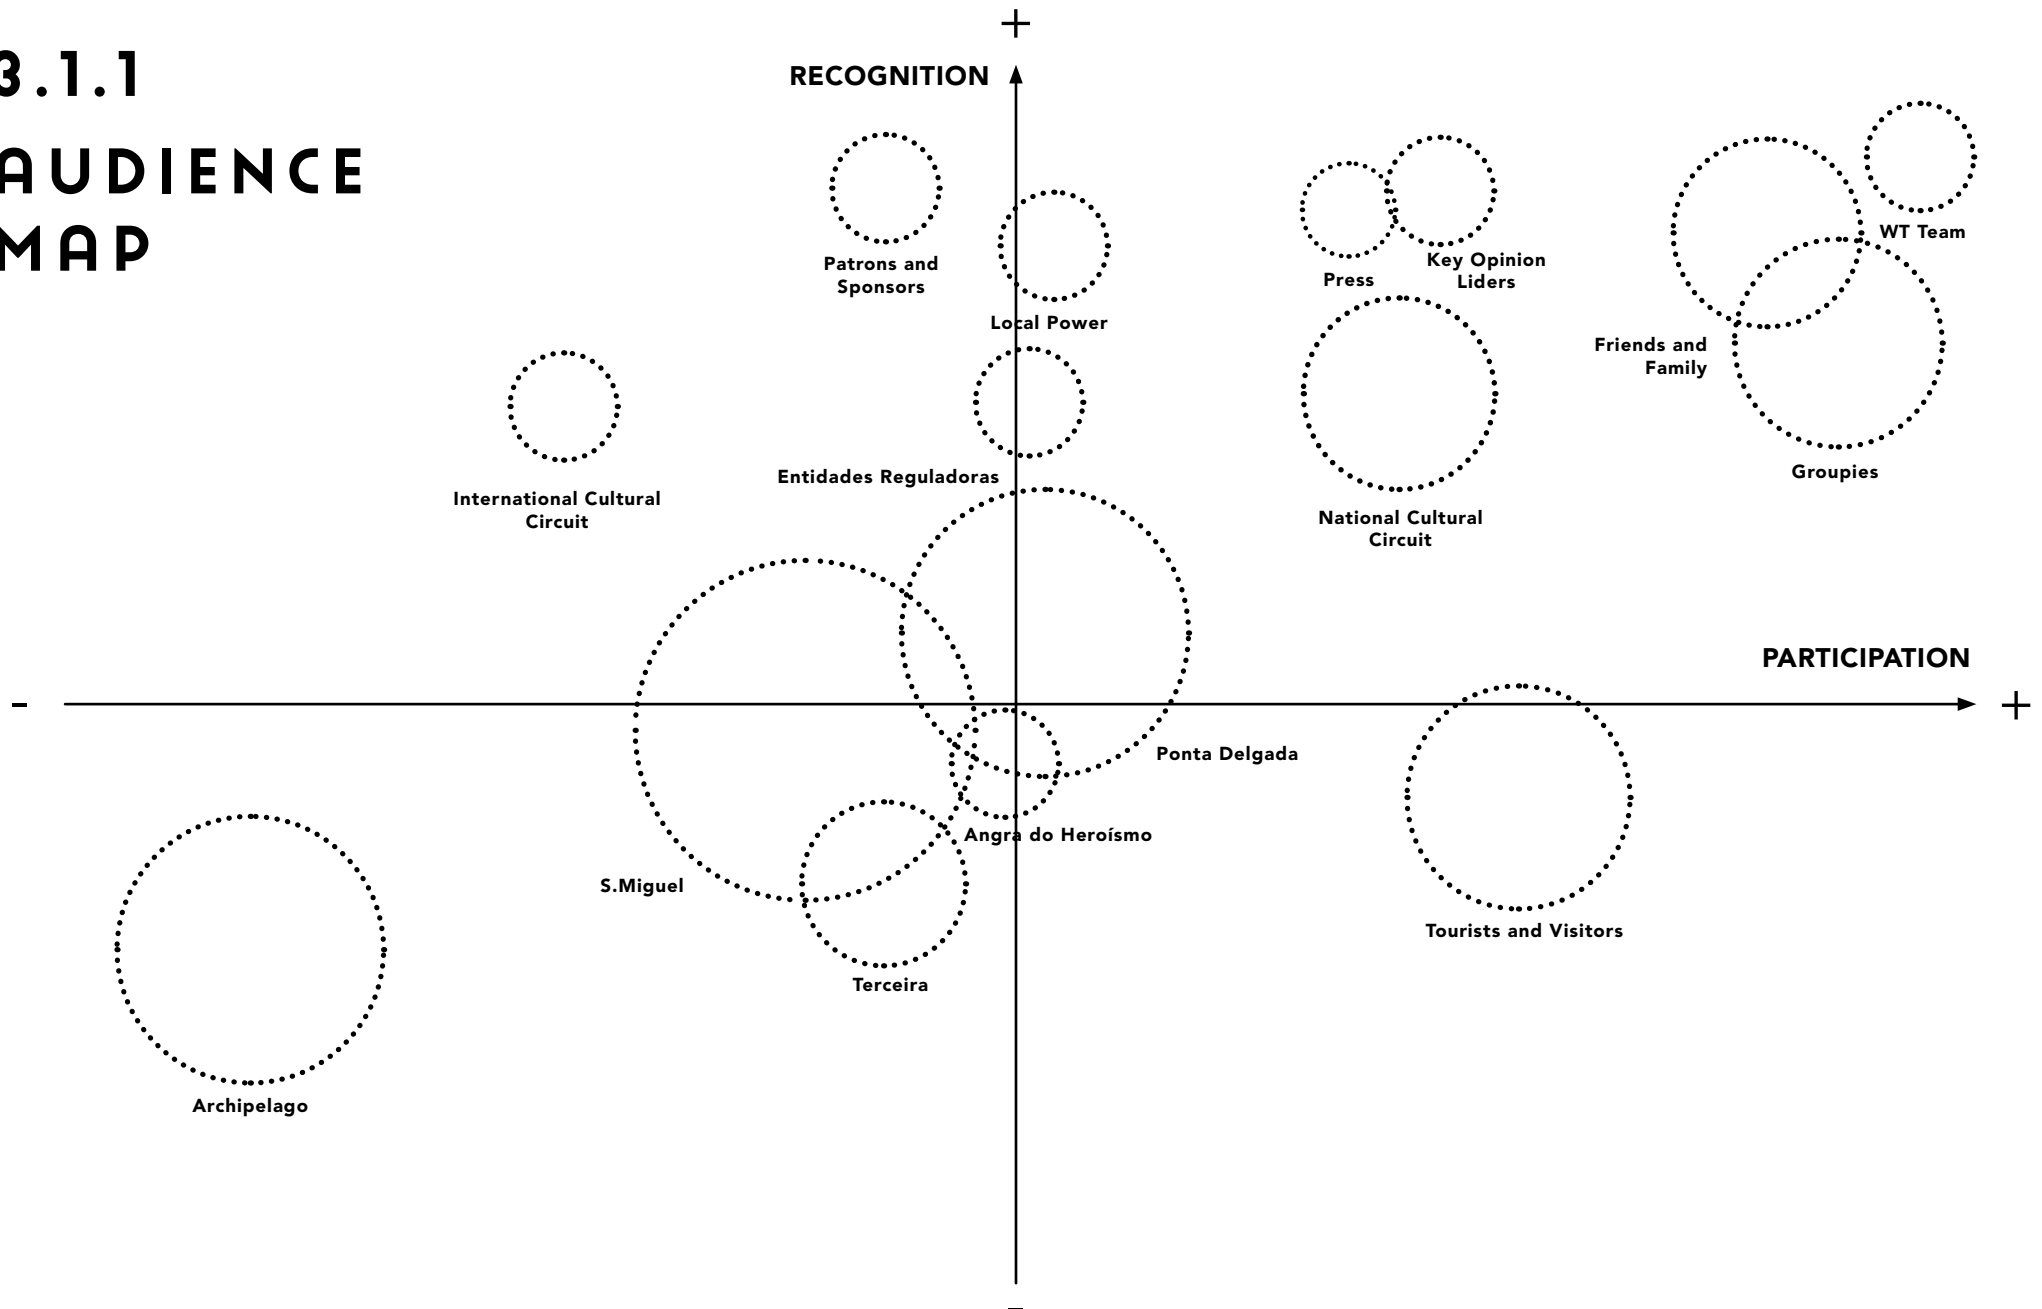 3.1.1
AUDIENCE
MAP
+
RECOGNITION
WT Team
Patrons and
Sponsors
Key Opinion
Liders
Press
Local Power
Friends and
Family
Groupies
Entidades Reguladoras
International Cultural
Circuit
National Cultural
Circuit
PARTICIPATION
-
+
Ponta Delgada
Angra do Heroísmo
S.Miguel
Tourists and Visitors
Terceira
Archipelago
-